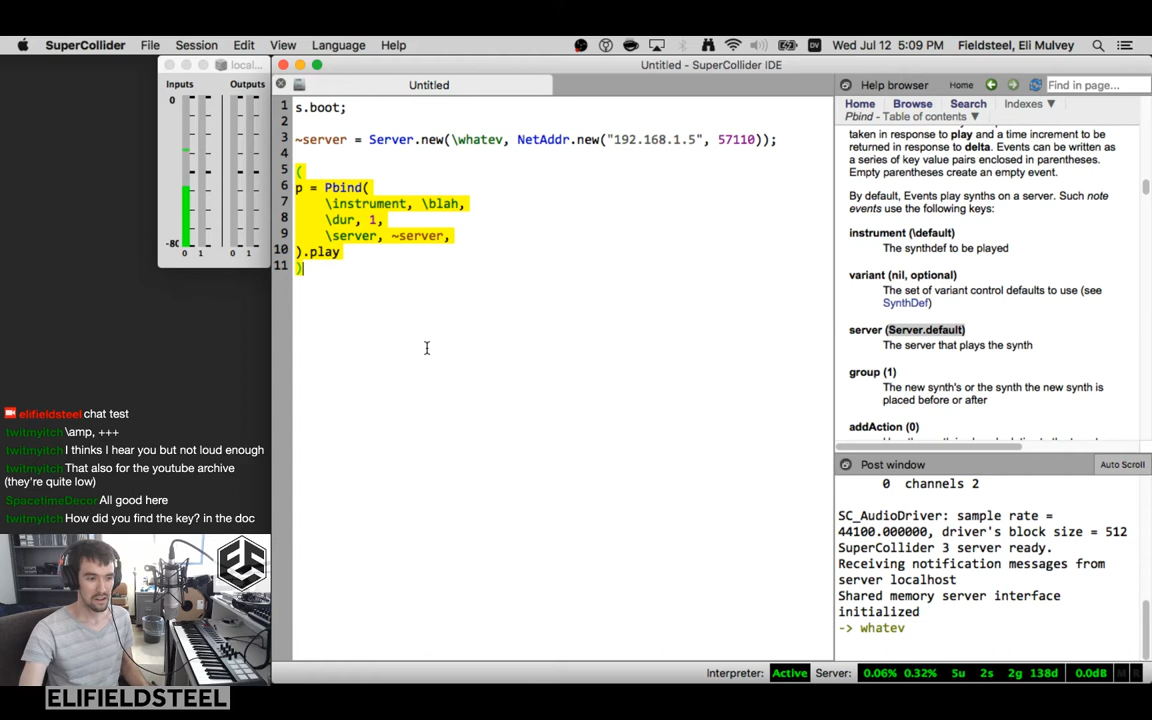 SuperCollider File Session Edit View Language Help
Wed Jul 12 5:09 PM Fieldsteel, Eli Mulvey
local...
Inputs Outputs
0
-80
0 1 0 1
Untitled - SuperCollider IDE
Untitled
1 s.boot;
2
3 ~server = Server.new(\whatev, NetAddr.new("192.168.1.5", 57110));
4
5 (
6 p = Pbind(
7 \instrument, \blah,
8 \dur, 1,
9 \server, ~server,
10 ).play
11 )
Help browser Home Find in page...
Home Browse Search Indexes ▼
Pbind - Table of contents ▼
taken in response to play and a time increment to
be returned in response to delta. Events can be written as
a series of key value pairs enclosed in parentheses.
Empty parentheses create an empty event.
By default, Events play synths on a server. Such note
events use the following keys:
instrument (\default)
The synthdef to be played
variant (nil, optional)
The set of variant control defaults to use (see
SynthDef)
server (Server.default)
The server that plays the synth
group (1)
The new synth's or the synth the new synth is
placed before or after
addAction (0)
Post window Auto Scroll
0 channels 2
SC_AudioDriver: sample rate =
44100.000000, driver's block size = 512
SuperCollider 3 server ready.
Receiving notification messages from
server localhost
Shared memory server interface
initialized
-> whatev
elifieldsteel chat test
twitmyitch \amp, +++
twitmyitch I thinks I hear you but not loud enough
twitmyitch That also for the youtube archive
(they're quite low)
SpacetimeDecor All good here
twitmyitch How did you find the key? in the doc
ELIFIELDSTEEL
Interpreter: Active Server: 0.06% 0.32% 5u 2s 2g 138d 0.0dB M R